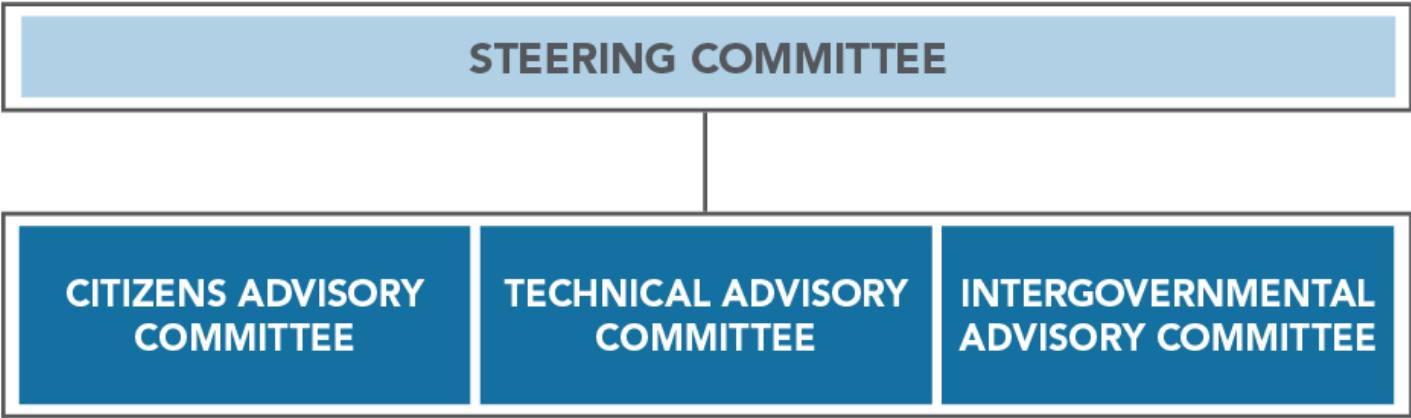 STEERING COMMITTEE
CITIZENS ADVISORY
COMMITTEE
TECHNICAL ADVISORY
COMMITTEE
INTERGOVERNMENTAL
ADVISORY COMMITTEE